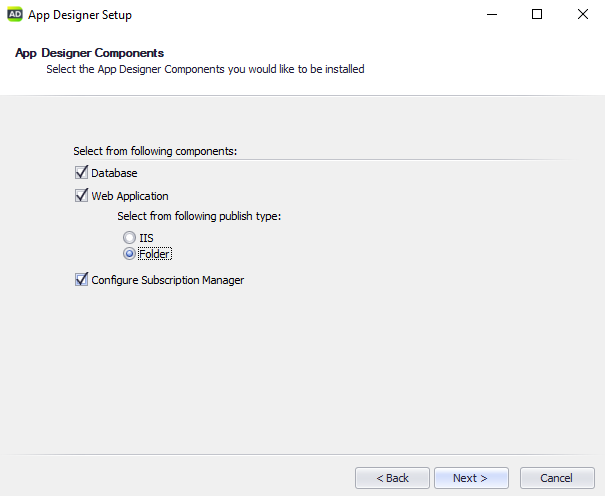 AD App Designer Setup
App Designer Components
Select the App Designer Components you would like to be installed
Select from following components:
Database
Web Application
Select from following publish type:
IIS
Folder
Configure Subscription Manager
< Back Next > Cancel